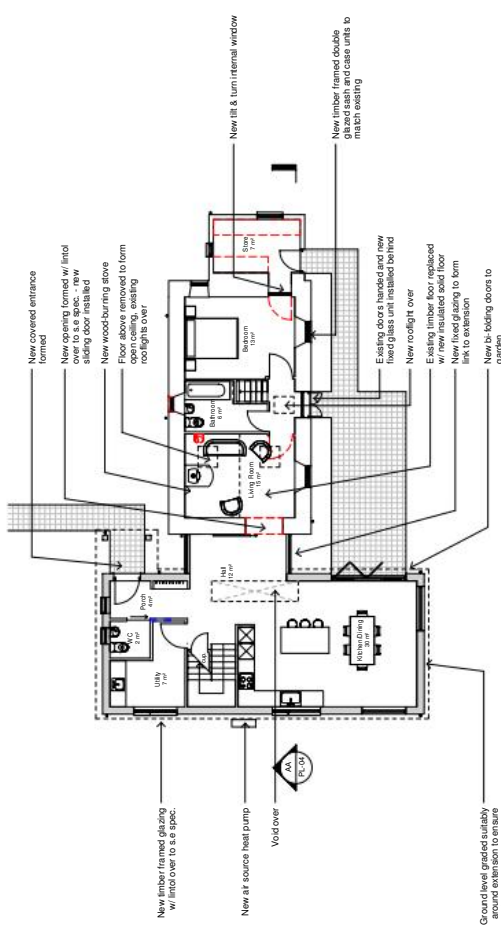 New covered entrance
formed
New opening formed w/ lintol
over to s.e spec. - new
sliding door installed
New wood-burning stove
Floor above removed to form
open ceiling, existing
rooflights over
New tilt & turn internal window
New timber framed double
glazed sash and case units to
match existing
Existing doors handed and new
fixed glass unit installed behind
New rooflight over
Existing timber floor replaced
w/ new insulated solid floor
New fixed glazing to form
link to extension
New bi-folding doors to
garden
Store
7 m²
Bedroom
13 m²
Bathroom
6 m²
Living Room
15 m²
Hall
12 m²
Porch
4 m²
WC
2 m²
Utility
7 m²
Cup
Kitchen/Dining
30 m²
AA
PL-04
New timber framed glazing
w/ lintol over to s.e spec.
New air source heat pump
Void over
Ground level graded suitably
around extension to ensure